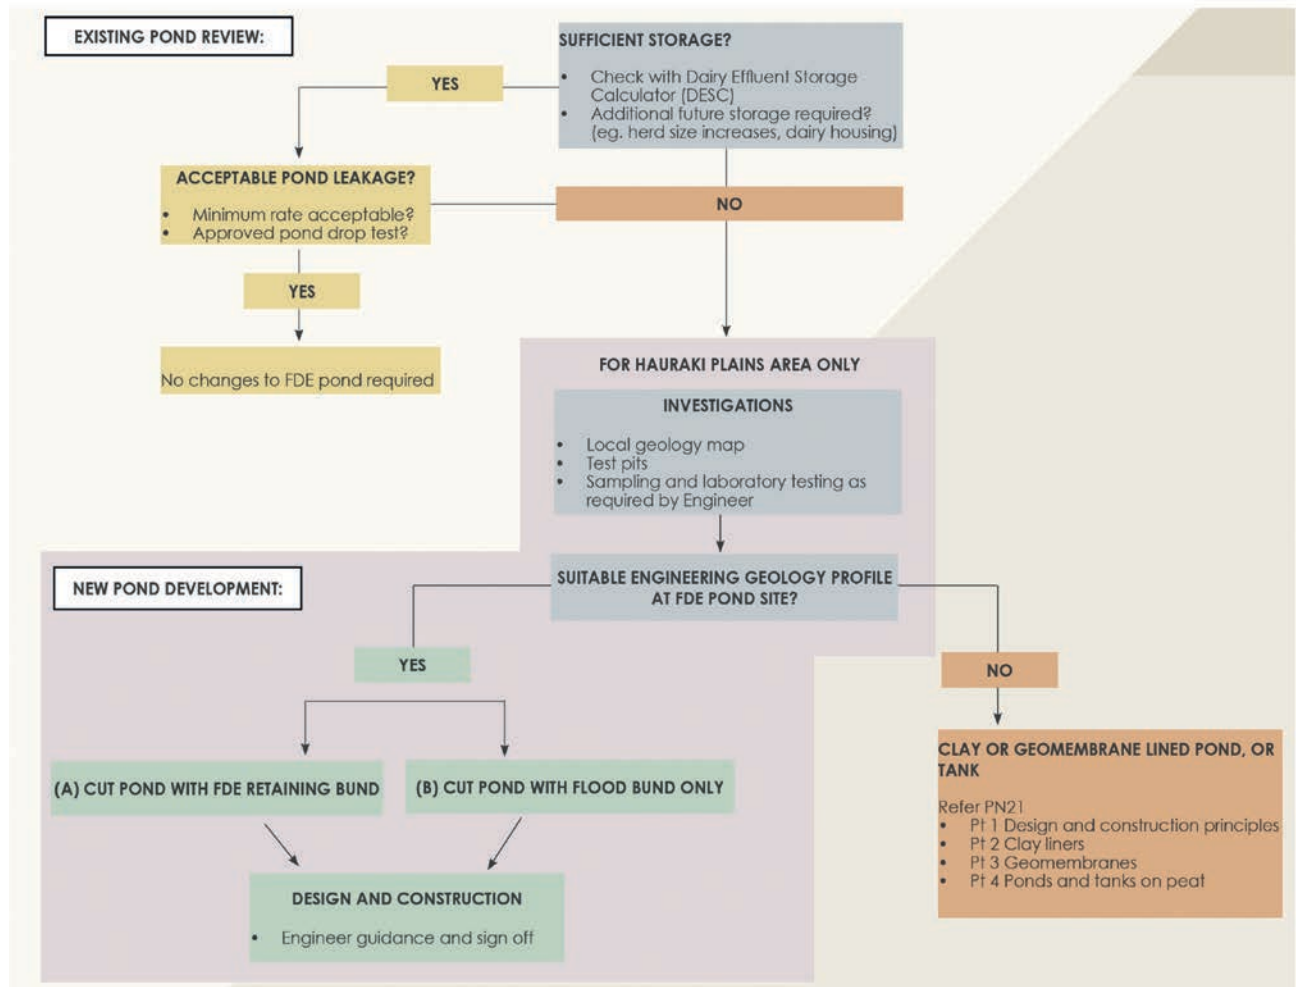 EXISTING POND REVIEW:
SUFFICIENT STORAGE?
• Check with Dairy Effluent Storage
Calculator (DESC)
• Additional future storage required?
(eg. herd size increases, dairy housing)
YES
ACCEPTABLE POND LEAKAGE?
• Minimum rate acceptable?
• Approved pond drop test?
NO
YES
No changes to FDE pond required
FOR HAURAKI PLAINS AREA ONLY
INVESTIGATIONS
• Local geology map
• Test pits
• Sampling and laboratory testing as
required by Engineer
NEW POND DEVELOPMENT:
SUITABLE ENGINEERING GEOLOGY PROFILE
AT FDE POND SITE?
YES
NO
(A) CUT POND WITH FDE RETAINING BUND
(B) CUT POND WITH FLOOD BUND ONLY
DESIGN AND CONSTRUCTION
• Engineer guidance and sign off
CLAY OR GEOMEMBRANE LINED POND, OR
TANK
Refer PN21
• Pt 1 Design and construction principles
• Pt 2 Clay liners
• Pt 3 Geomembranes
• Pt 4 Ponds and tanks on peat